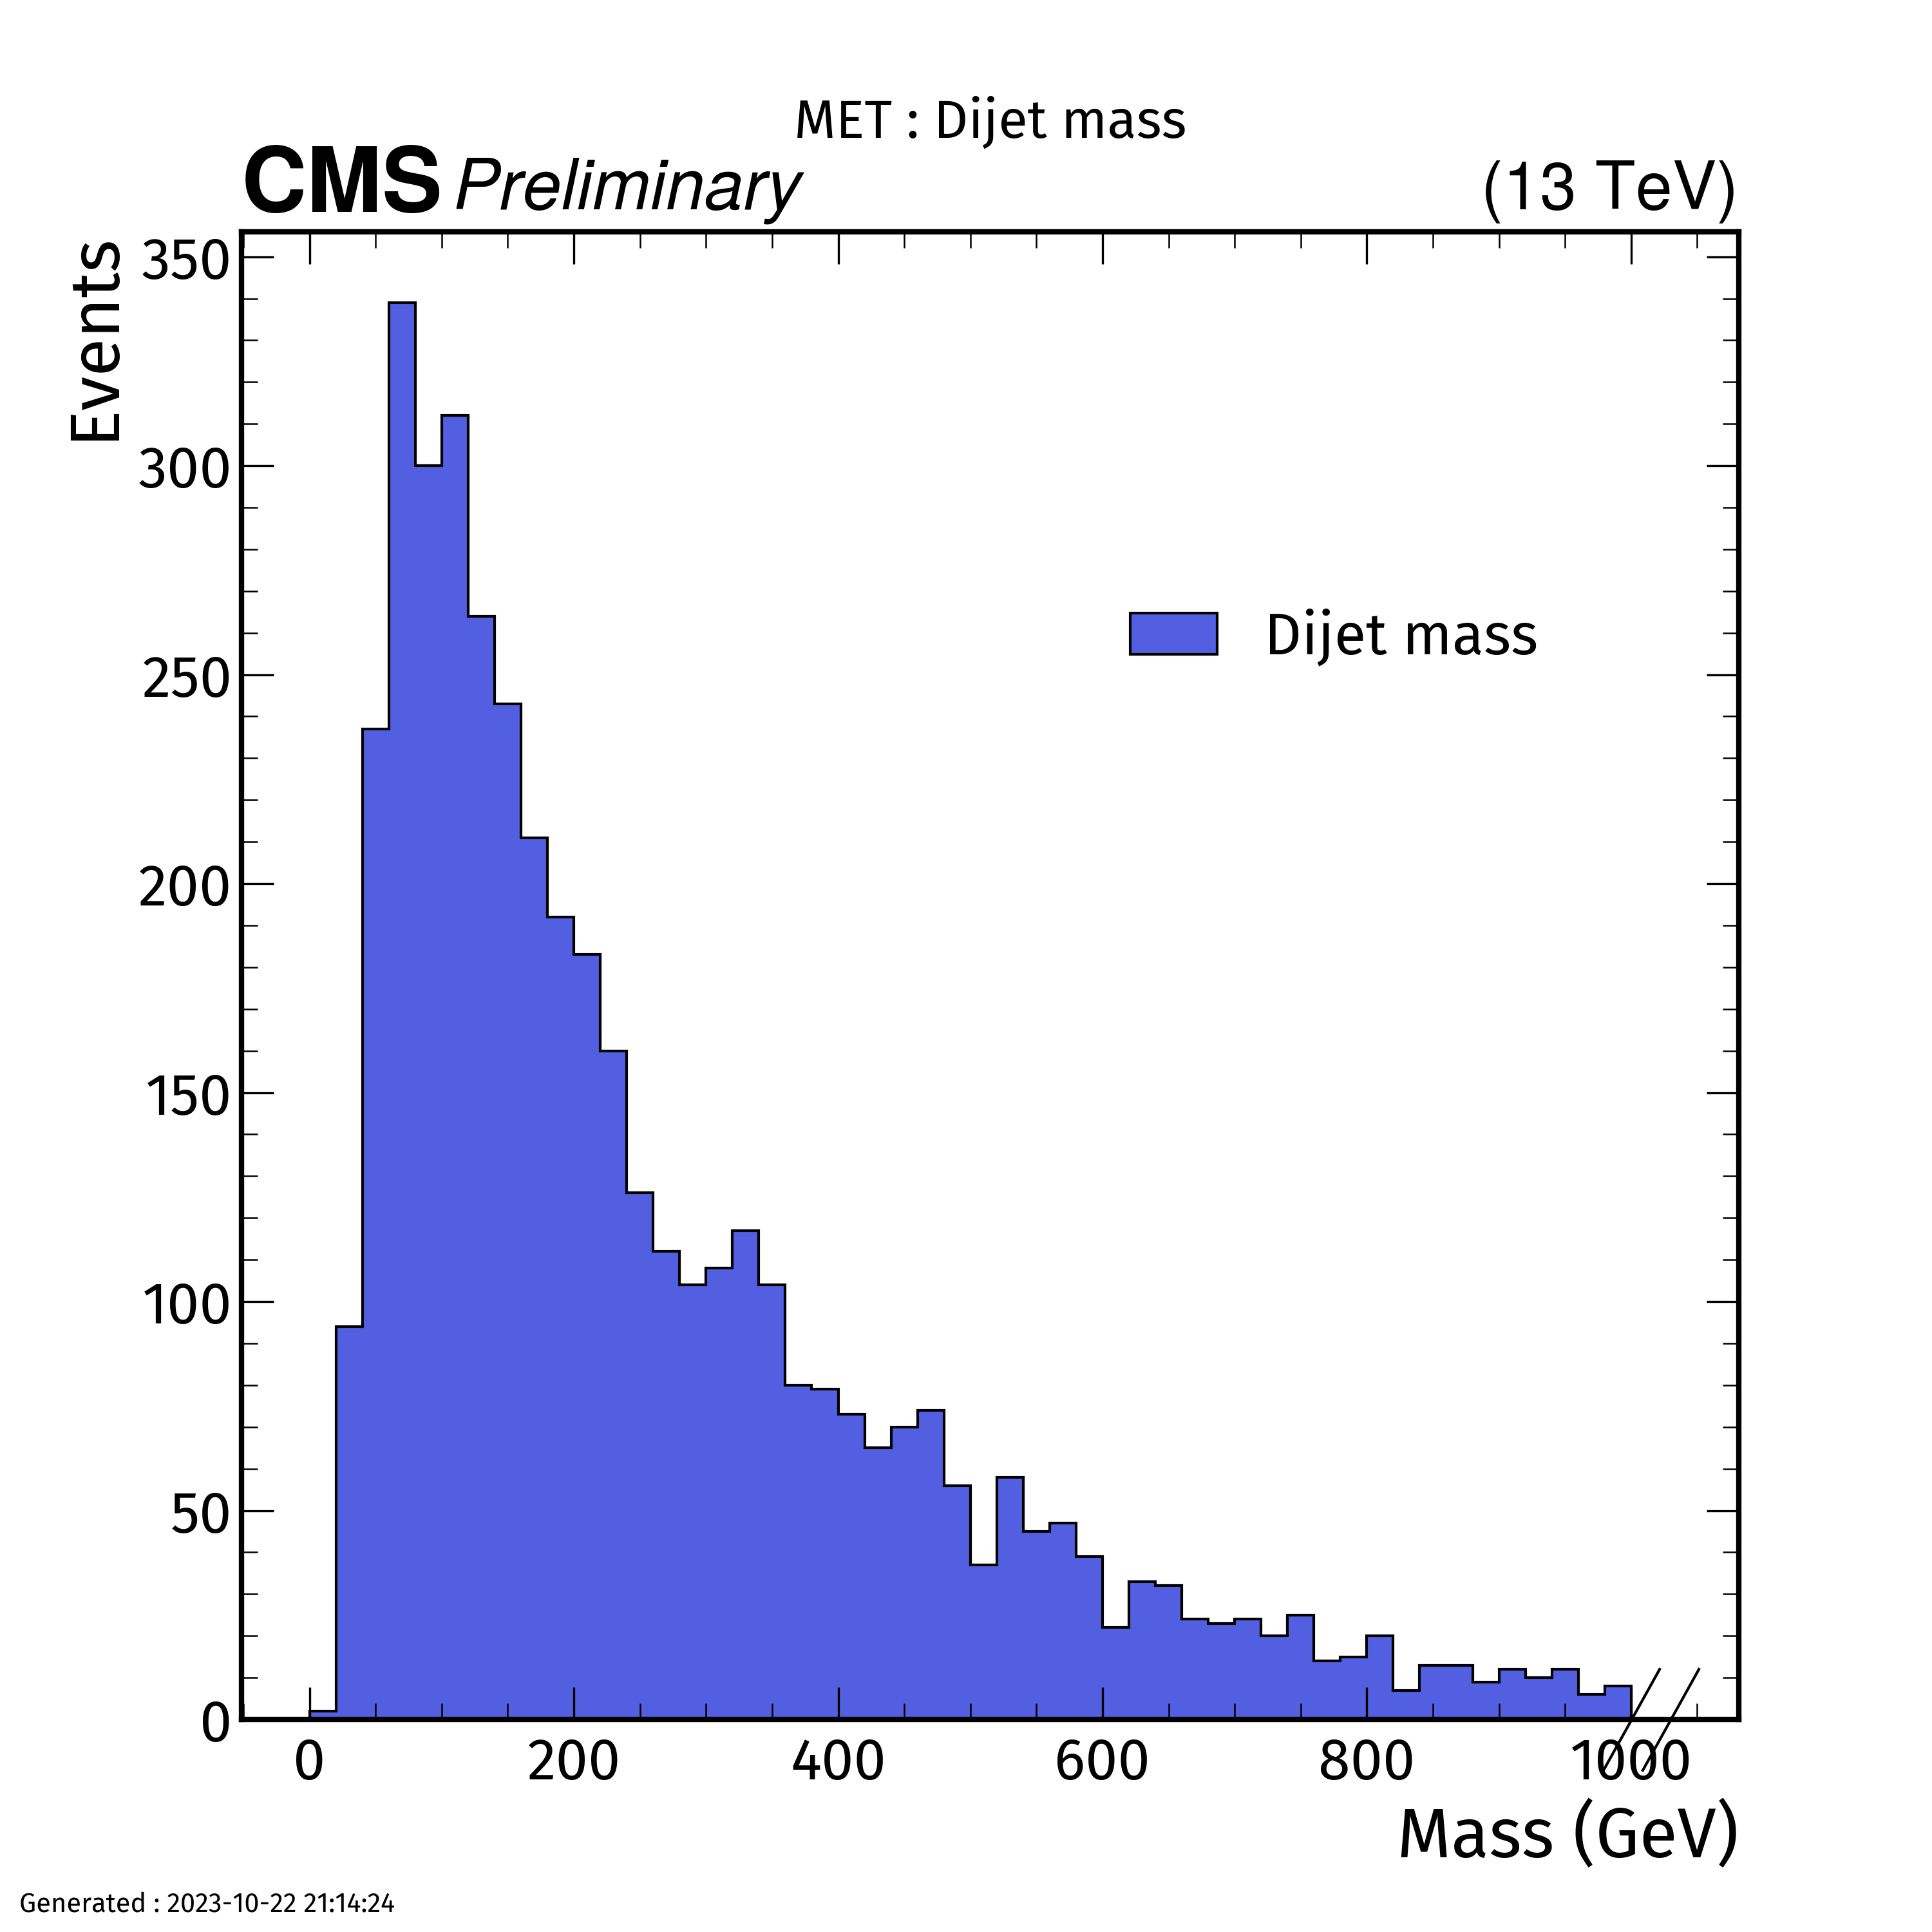 MET : Dijet mass
CMS Preliminary (13 TeV)
Events
350
300
250
200
150
100
50
0
Dijet mass
0 200 400 600 800 1000
Mass (GeV)
Generated : 2023-10-22 21:14:24